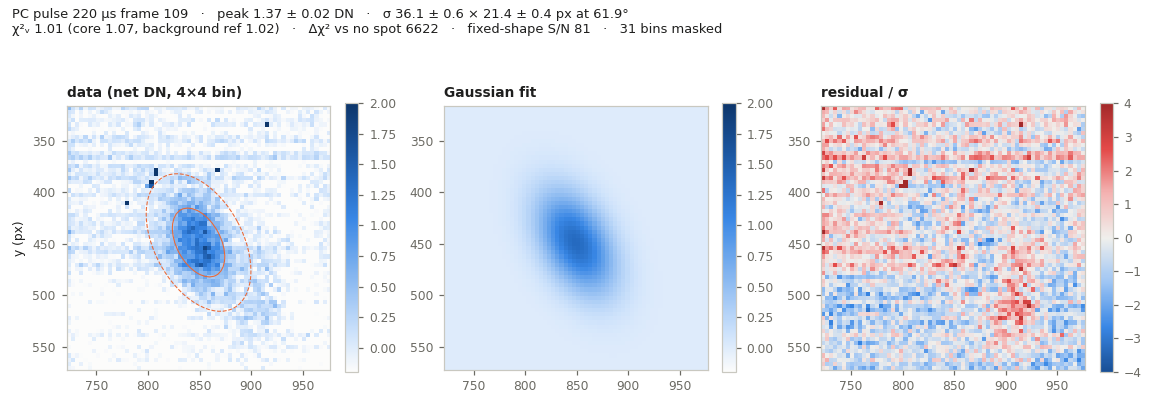 PC pulse 220 µs frame 109 · peak 1.37 ± 0.02 DN · σ 36.1 ± 0.6 × 21.4 ± 0.4 px at 61.9°
χ²ᵥ 1.01 (core 1.07, background ref 1.02) · Δχ² vs no spot 6622 · fixed-shape S/N 81 · 31 bins masked
data (net DN, 4×4 bin) Gaussian fit residual / σ
2.00 2.00 4
1.75 1.75 3
350 350 350
1.50 1.50 2
400 400 400
1.25 1.25 1
y (px)
450 1.00 450 1.00 450 0
0.75 0.75 −1
500 500 500
0.50 0.50 −2
0.25 0.25 −3
550 0.00 550 0.00 550
−4
750 800 850 900 950 750 800 850 900 950 750 800 850 900 950